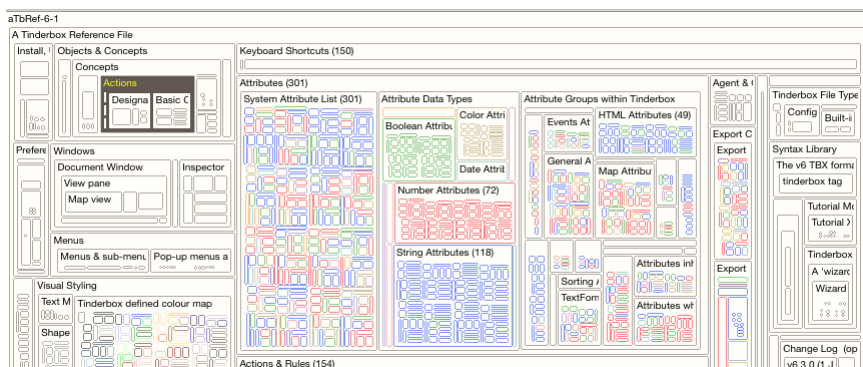 aTbRef-6-1
A Tinderbox Reference File
Install,
Objects & Concepts
Concepts
Actions
Designa
Basic C
Keyboard Shortcuts (150)
Attributes (301)
System Attribute List (301)
Attribute Data Types
Boolean Attribu
Color Attri
Date Attrit
Number Attributes (72)
String Attributes (118)
Attribute Groups within Tinderbox
Events At
HTML Attributes (49)
General A
Map Attribu
Sorting
TextForn
Attributes inh
Attributes wh
Agent &
Export C
Export
Export
Tinderbox File Type
Config
Built-i
Syntax Library
The v6 TBX forma
tinderbox tag
Tutorial Mo
Tutorial
Tinderbox
A 'wizarc
Wizard
Change Log (op
v6.3.0 (1 J
Prefere
Windows
Document Window
View pane
Map view
Inspector
Menus
Menus & sub-menu
Pop-up menus a
Visual Styling
Text M
Tinderbox defined colour map
Shape
Actions & Rules (154)